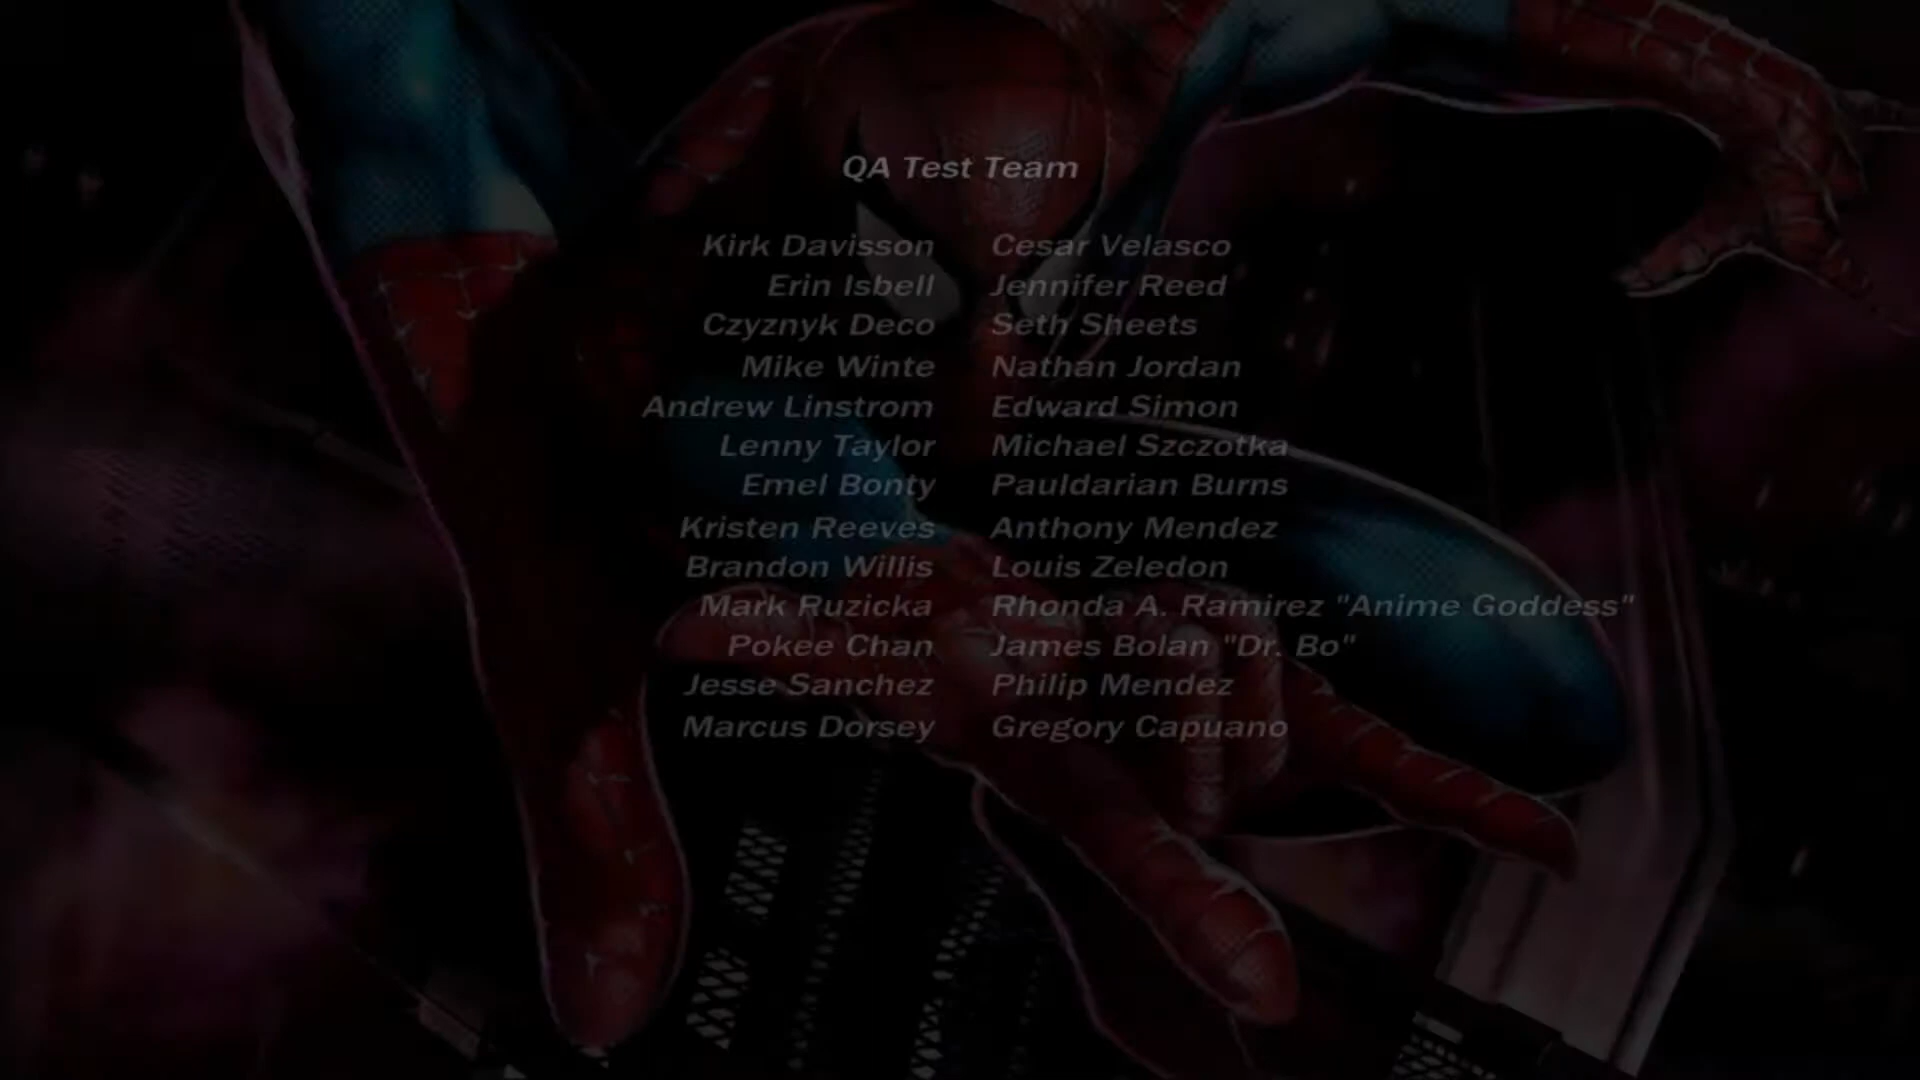 QA Test Team
Kirk Davisson Cesar Velasco
Erin Isbell Jennifer Reed
Czyznyk Deco Seth Sheets
Mike Winte Nathan Jordan
Andrew Linstrom Edward Simon
Lenny Taylor Michael Szczotka
Emel Bonty Pauldarian Burns
Kristen Reeves Anthony Mendez
Brandon Willis Louis Zeledon
Mark Ruzicka Rhonda A. Ramirez "Anime Goddess"
Pokee Chan James Bolan "Dr. Bo"
Jesse Sanchez Philip Mendez
Marcus Dorsey Gregory Capuano